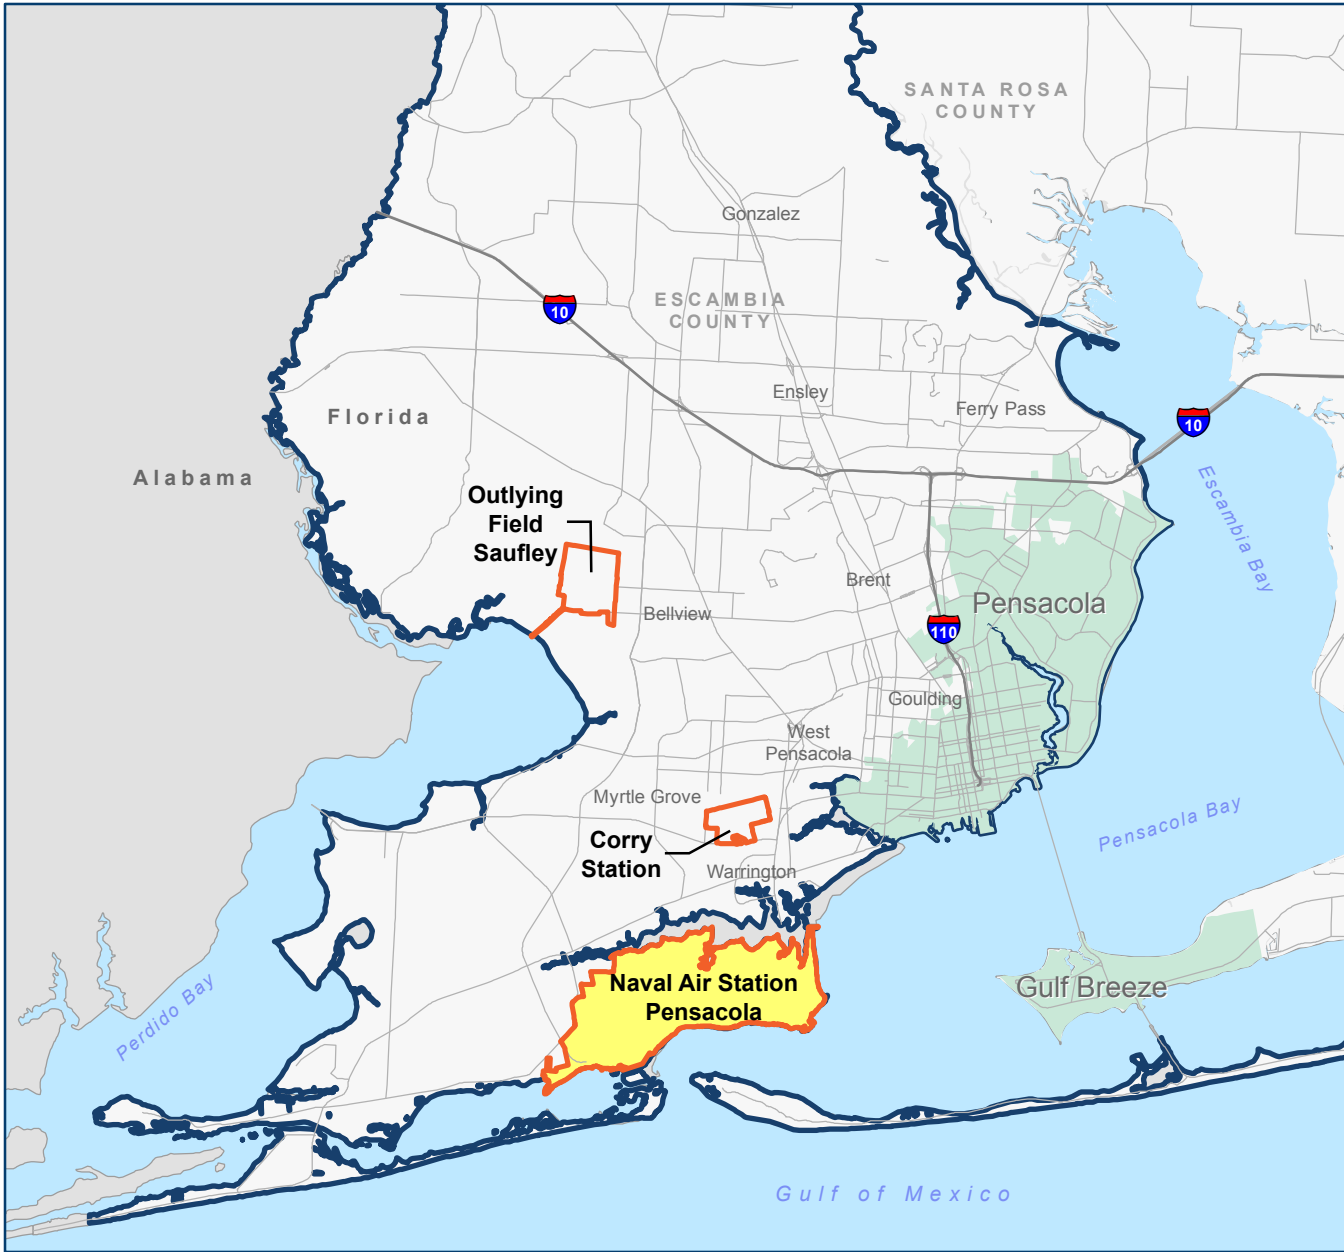 SANTA ROSA
COUNTY
Gonzalez
ESCAMBIA
COUNTY
10
Ensley
Ferry Pass
10
Florida
Alabama
Escambia Bay
Outlying
Field
Saufley
Brent
Pensacola
Bellview
110
Goulding
West
Pensacola
Myrtle Grove
Pensacola Bay
Corry
Station
Warrington
Naval Air Station
Pensacola
Gulf Breeze
Perdido Bay
Gulf of Mexico